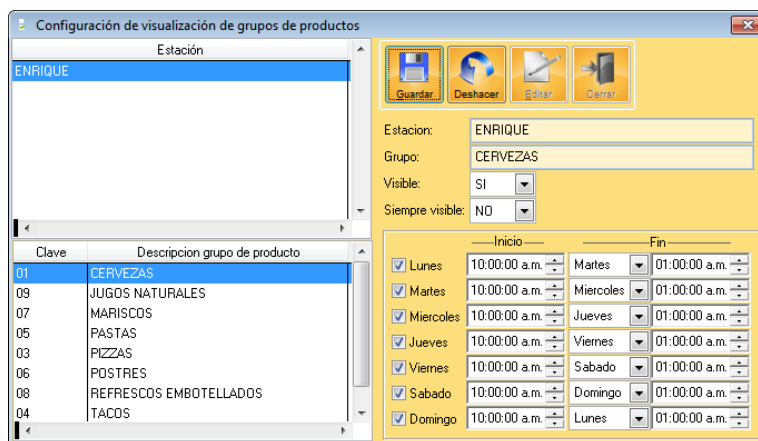 Configuración de visualización de grupos de productos
Estación
ENRIQUE
Guardar Deshacer Editar Cerrar
Estacion: ENRIQUE
Grupo: CERVEZAS
Visible: SI
Siempre visible: NO
Clave Descripcion grupo de producto
01 CERVEZAS
09 JUGOS NATURALES
07 MARISCOS
05 PASTAS
03 PIZZAS
06 POSTRES
08 REFRESCOS EMBOTELLADOS
04 TACOS
Inicio Fin
Lunes 10:00:00 a.m. Martes 01:00:00 a.m.
Martes 10:00:00 a.m. Miercoles 01:00:00 a.m.
Miercoles 10:00:00 a.m. Jueves 01:00:00 a.m.
Jueves 10:00:00 a.m. Viernes 01:00:00 a.m.
Viernes 10:00:00 a.m. Sabado 01:00:00 a.m.
Sabado 10:00:00 a.m. Domingo 01:00:00 a.m.
Domingo 10:00:00 a.m. Lunes 01:00:00 a.m.